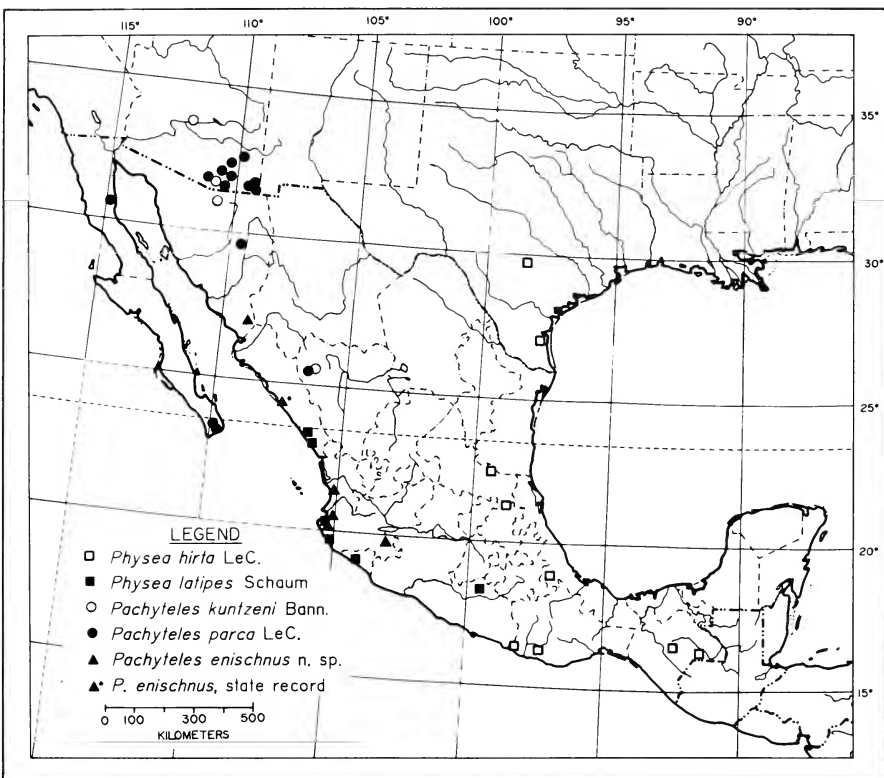 115° 110° 105° 100° 95° 90°
35°
30°
25°
20°
15°
LEGEND
□ Physea hirta LeC.
■ Physea latipes Schaum
○ Pachyteles kuntzeni Bann.
● Pachyteles parca LeC.
▲ Pachyteles enischnus n. sp.
▲• P. enischnus, state record
0 100 300 500
KILOMETERS